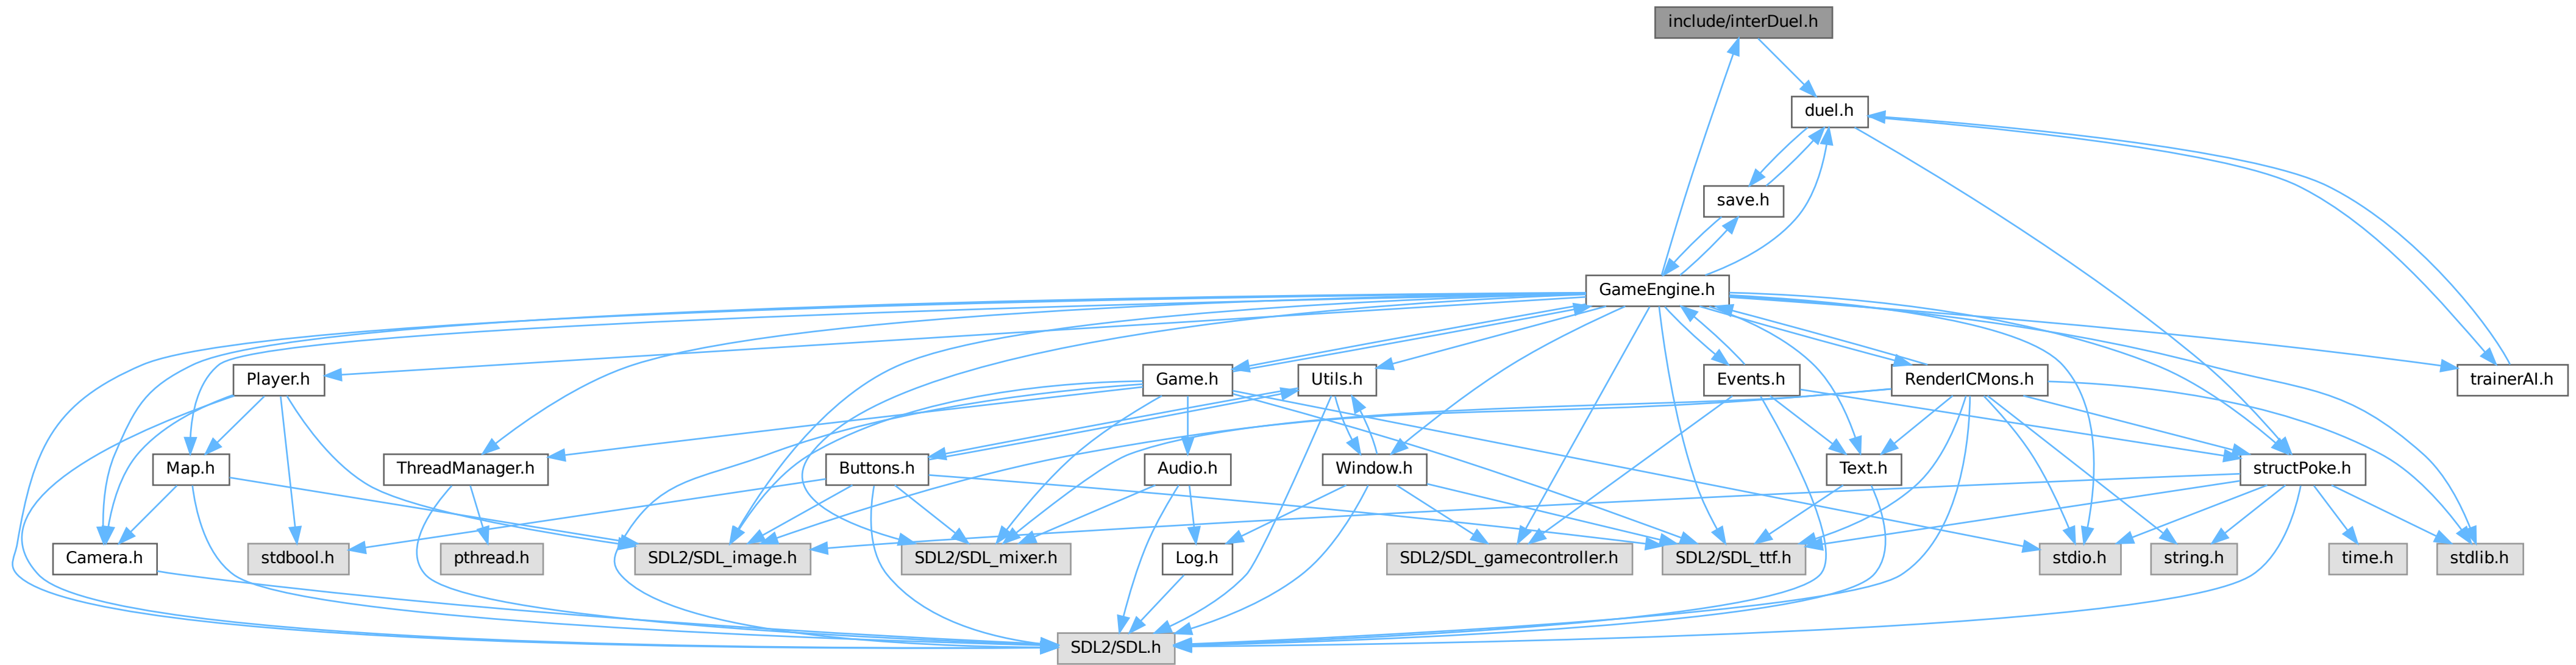 include/interDuel.h
duel.h
save.h
GameEngine.h
Player.h
Game.h
Utils.h
Events.h
RenderICMons.h
trainerAI.h
Map.h
ThreadManager.h
Buttons.h
Audio.h
Window.h
Text.h
structPoke.h
Camera.h
stdbool.h
pthread.h
SDL2/SDL_image.h
SDL2/SDL_mixer.h
Log.h
SDL2/SDL_gamecontroller.h
SDL2/SDL_ttf.h
stdio.h
string.h
time.h
stdlib.h
SDL2/SDL.h